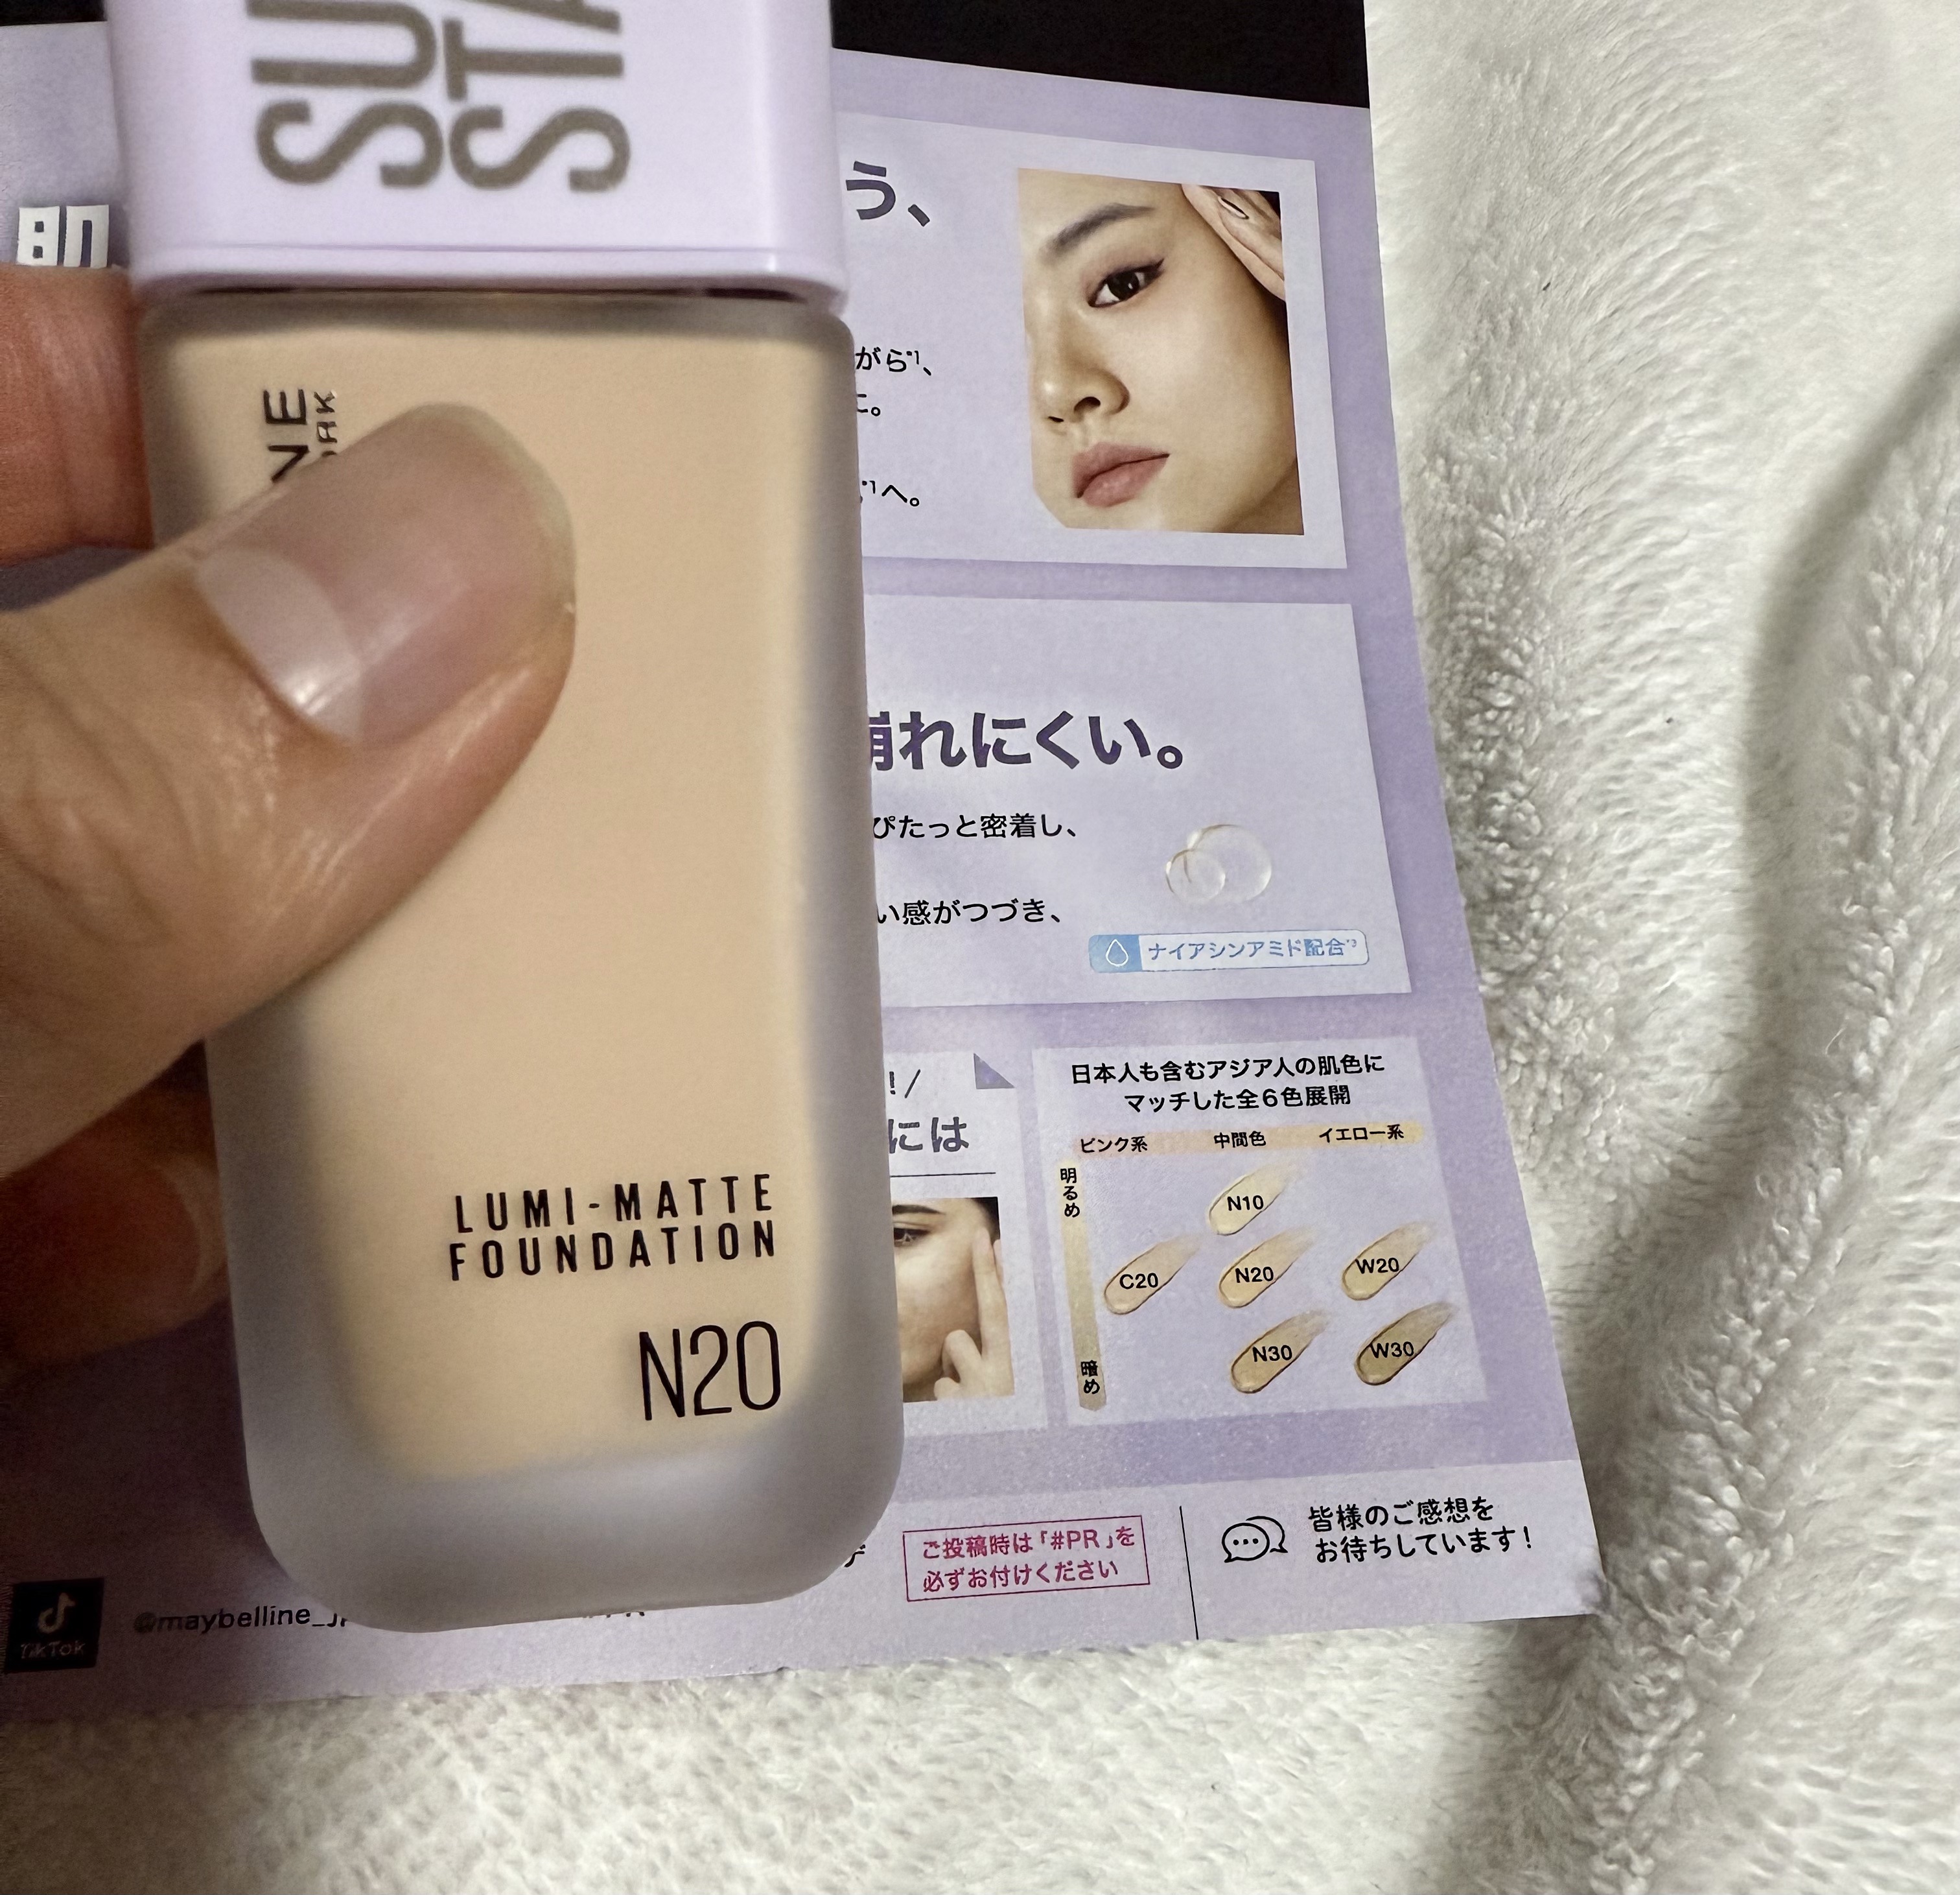 肌
う、
がら*1、
に。
*1へ。
崩れにくい。
ぴたっと密着し、
い感がつづき、
ナイアシンアミド配合*3
!/
には
日本人も含むアジア人の肌色に
マッチした全6色展開
ピンク系 中間色 イエロー系
明るめ
N10
C20 N20 W20
N30 W30
暗め
LUMI-MATTE
FOUNDATION
N20
ご投稿時は「#PR」を
必ずお付けください
皆様のご感想を
お待ちしています!
TikTok
@maybelline_j